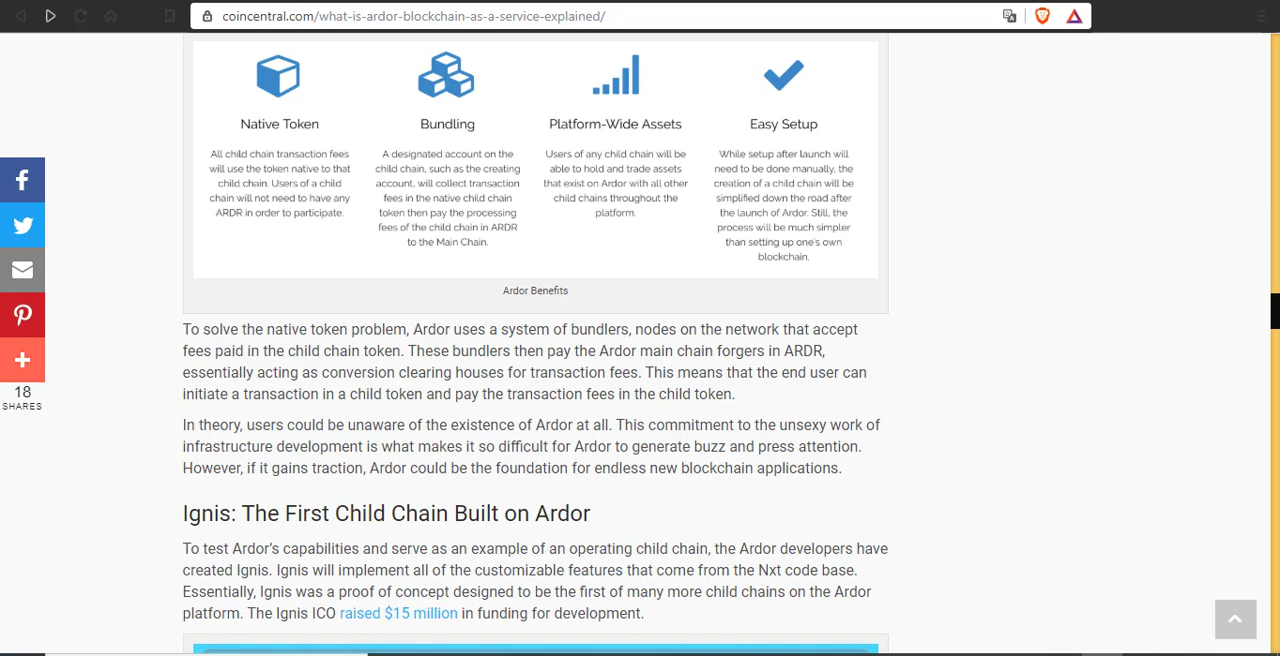 coincentral.com/what-is-ardor-blockchain-as-a-service-explained/
Native Token
All child chain transaction fees
will use the token native to that
child chain. Users of a child
chain will not need to have any
ARDR in order to participate.
Bundling
A designated account on the
child chain, such as the creating
account, will collect transaction
fees in the native child chain
token then pay the processing
fees of the child chain in ARDR
to the Main Chain.
Platform-Wide Assets
Users of any child chain will be
able to hold and trade assets
that exist on Ardor with all other
child chains throughout the
platform.
Easy Setup
While setup after launch will
need to be done manually, the
creation of a child chain will be
simplified down the road after
the launch of Ardor. Still, the
process will be much simpler
than setting up one's own
blockchain.
Ardor Benefits
To solve the native token problem, Ardor uses a system of bundlers, nodes on the network that accept
fees paid in the child chain token. These bundlers then pay the Ardor main chain forgers in ARDR,
essentially acting as conversion clearing houses for transaction fees. This means that the end user can
initiate a transaction in a child token and pay the transaction fees in the child token.
In theory, users could be unaware of the existence of Ardor at all. This commitment to the unsexy work of
infrastructure development is what makes it so difficult for Ardor to generate buzz and press attention.
However, if it gains traction, Ardor could be the foundation for endless new blockchain applications.
Ignis: The First Child Chain Built on Ardor
To test Ardor’s capabilities and serve as an example of an operating child chain, the Ardor developers have
created Ignis. Ignis will implement all of the customizable features that come from the Nxt code base.
Essentially, Ignis was a proof of concept designed to be the first of many more child chains on the Ardor
platform. The Ignis ICO raised $15 million in funding for development.
18
SHARES